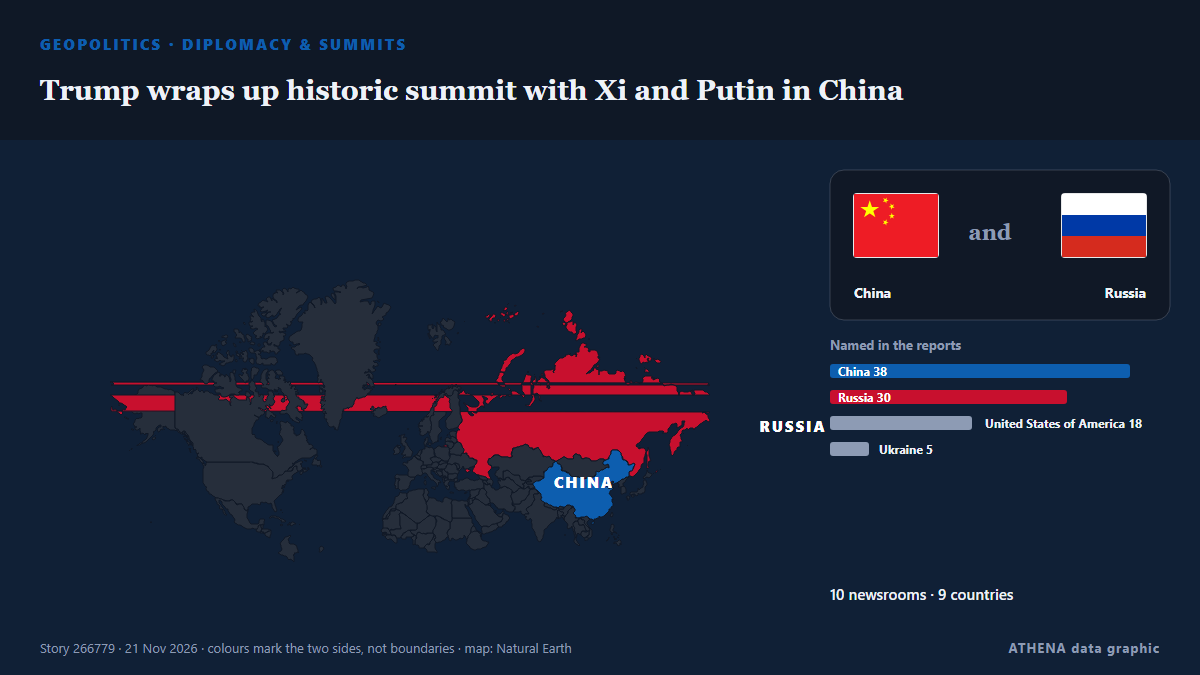 GEOPOLITICS · DIPLOMACY & SUMMITS
Trump wraps up historic summit with Xi and Putin in China
and
China
Russia
Named in the reports
China 38
Russia 30
United States of America 18
Ukraine 5
RUSSIA
CHINA
10 newsrooms · 9 countries
Story 266779 · 21 Nov 2026 · colours mark the two sides, not boundaries · map: Natural Earth
ATHENA data graphic